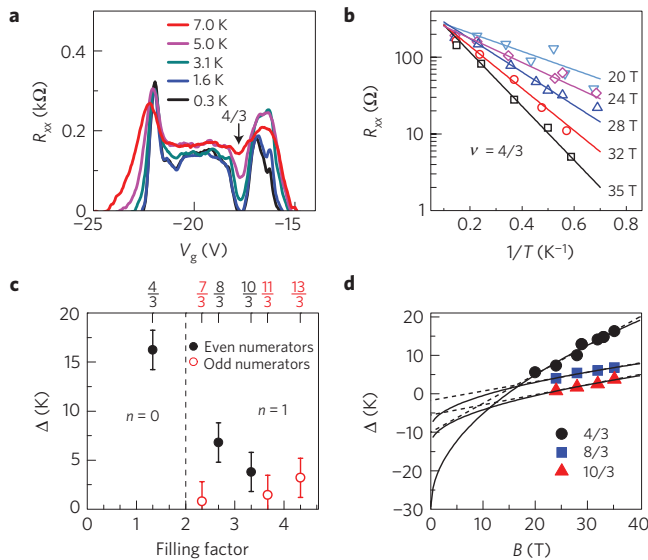 a
0.4
0.2
0
R_xx (kΩ)
7.0 K
5.0 K
3.1 K
1.6 K
0.3 K
4/3
−25
−20
−15
V_g (V)
b
100
10
1
R_xx (Ω)
20 T
24 T
28 T
32 T
35 T
ν = 4/3
0
0.2
0.4
0.6
0.8
1/T (K⁻¹)
c
4/3
7/3
8/3
10/3
11/3
13/3
20
15
10
5
0
Δ (K)
Even numerators
Odd numerators
n = 0
n = 1
0
1
2
3
4
5
Filling factor
d
20
10
0
−10
−20
−30
Δ (K)
4/3
8/3
10/3
0
10
20
30
40
B (T)